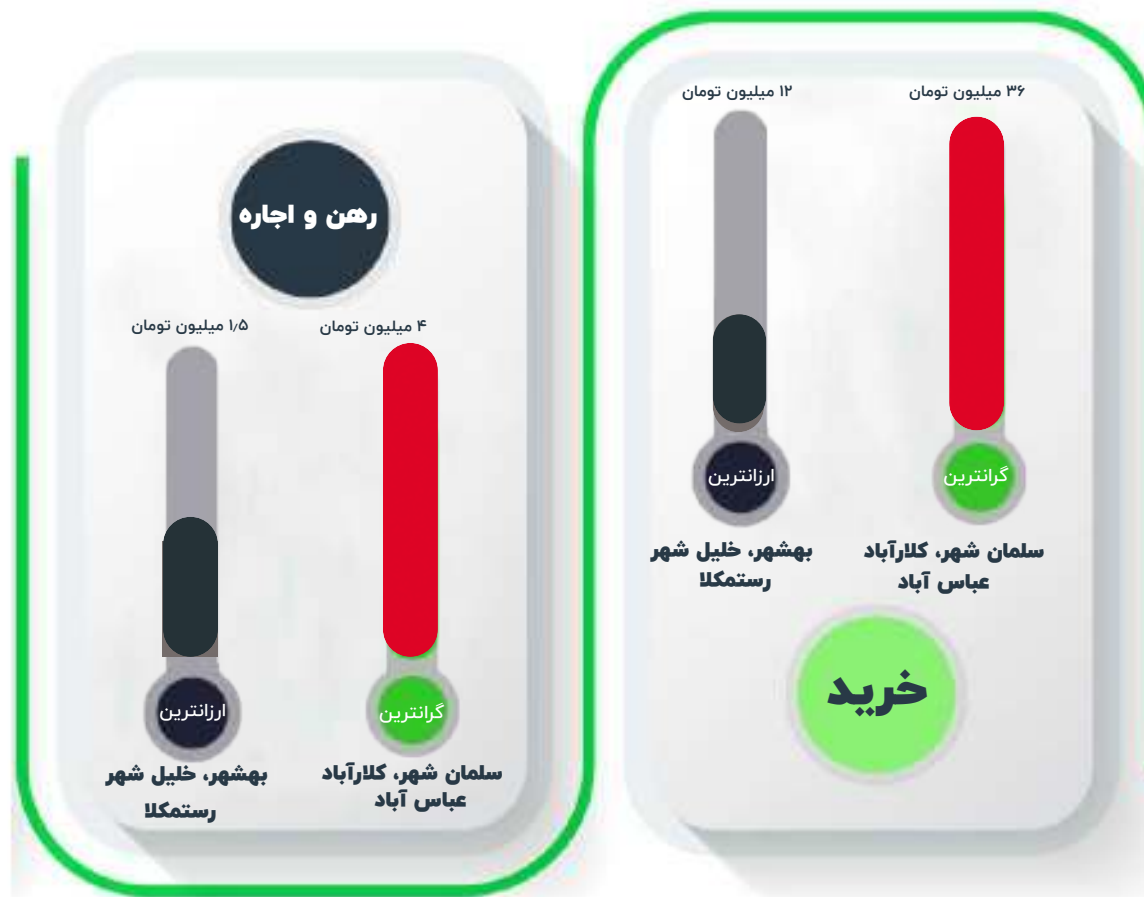 ۳۶ میلیون تومان
۱۲ میلیون تومان
گرانترین
ارزانترین
سلمان شهر، کلارآباد
عباس آباد
بهشهر، خلیل شهر
رستمکلا
خرید
رهن و اجاره
۴ میلیون تومان
۱٫۵ میلیون تومان
گرانترین
ارزانترین
سلمان شهر، کلارآباد
عباس آباد
بهشهر، خلیل شهر
رستمکلا